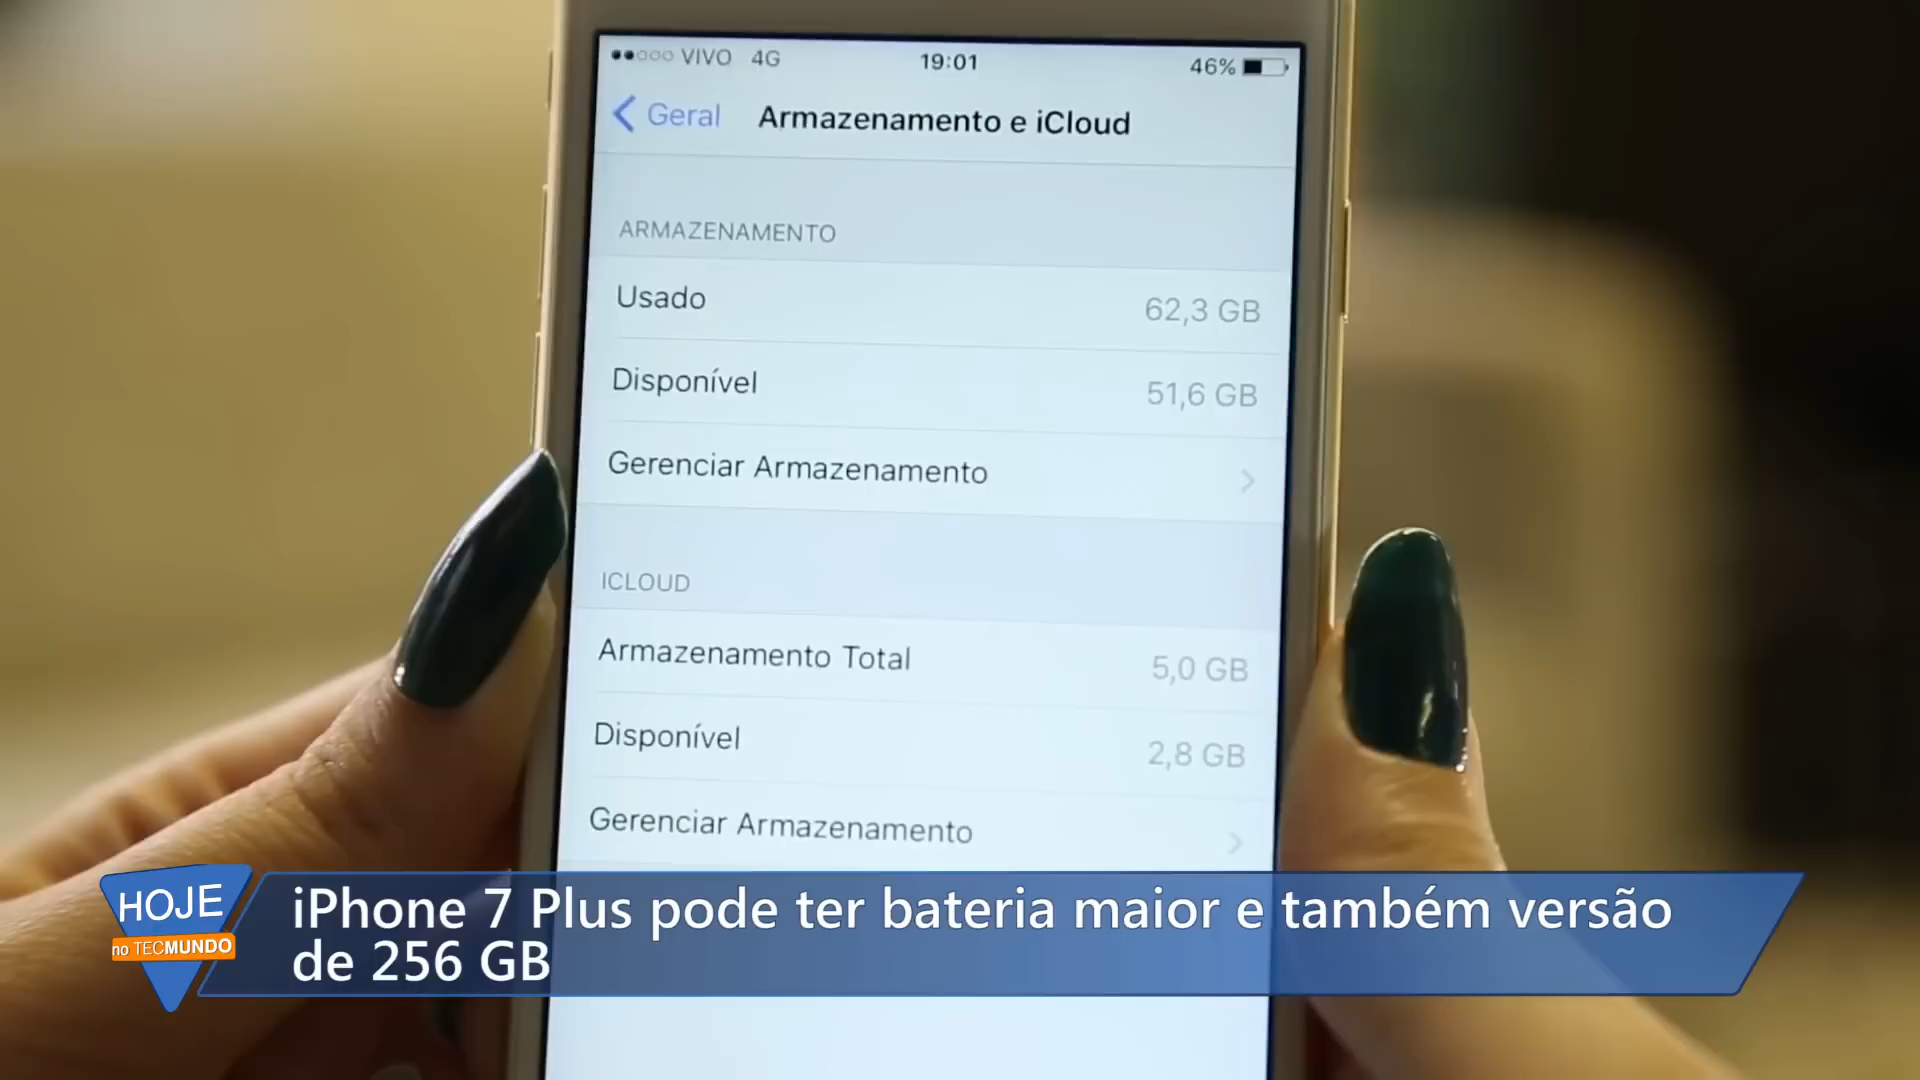 VIVO 4G 19:01 46%
Geral Armazenamento e iCloud
ARMAZENAMENTO
Usado 62,3 GB
Disponível 51,6 GB
Gerenciar Armazenamento
ICLOUD
Armazenamento Total 5,0 GB
Disponível 2,8 GB
Gerenciar Armazenamento
HOJE
no TECMUNDO
iPhone 7 Plus pode ter bateria maior e também versão
de 256 GB